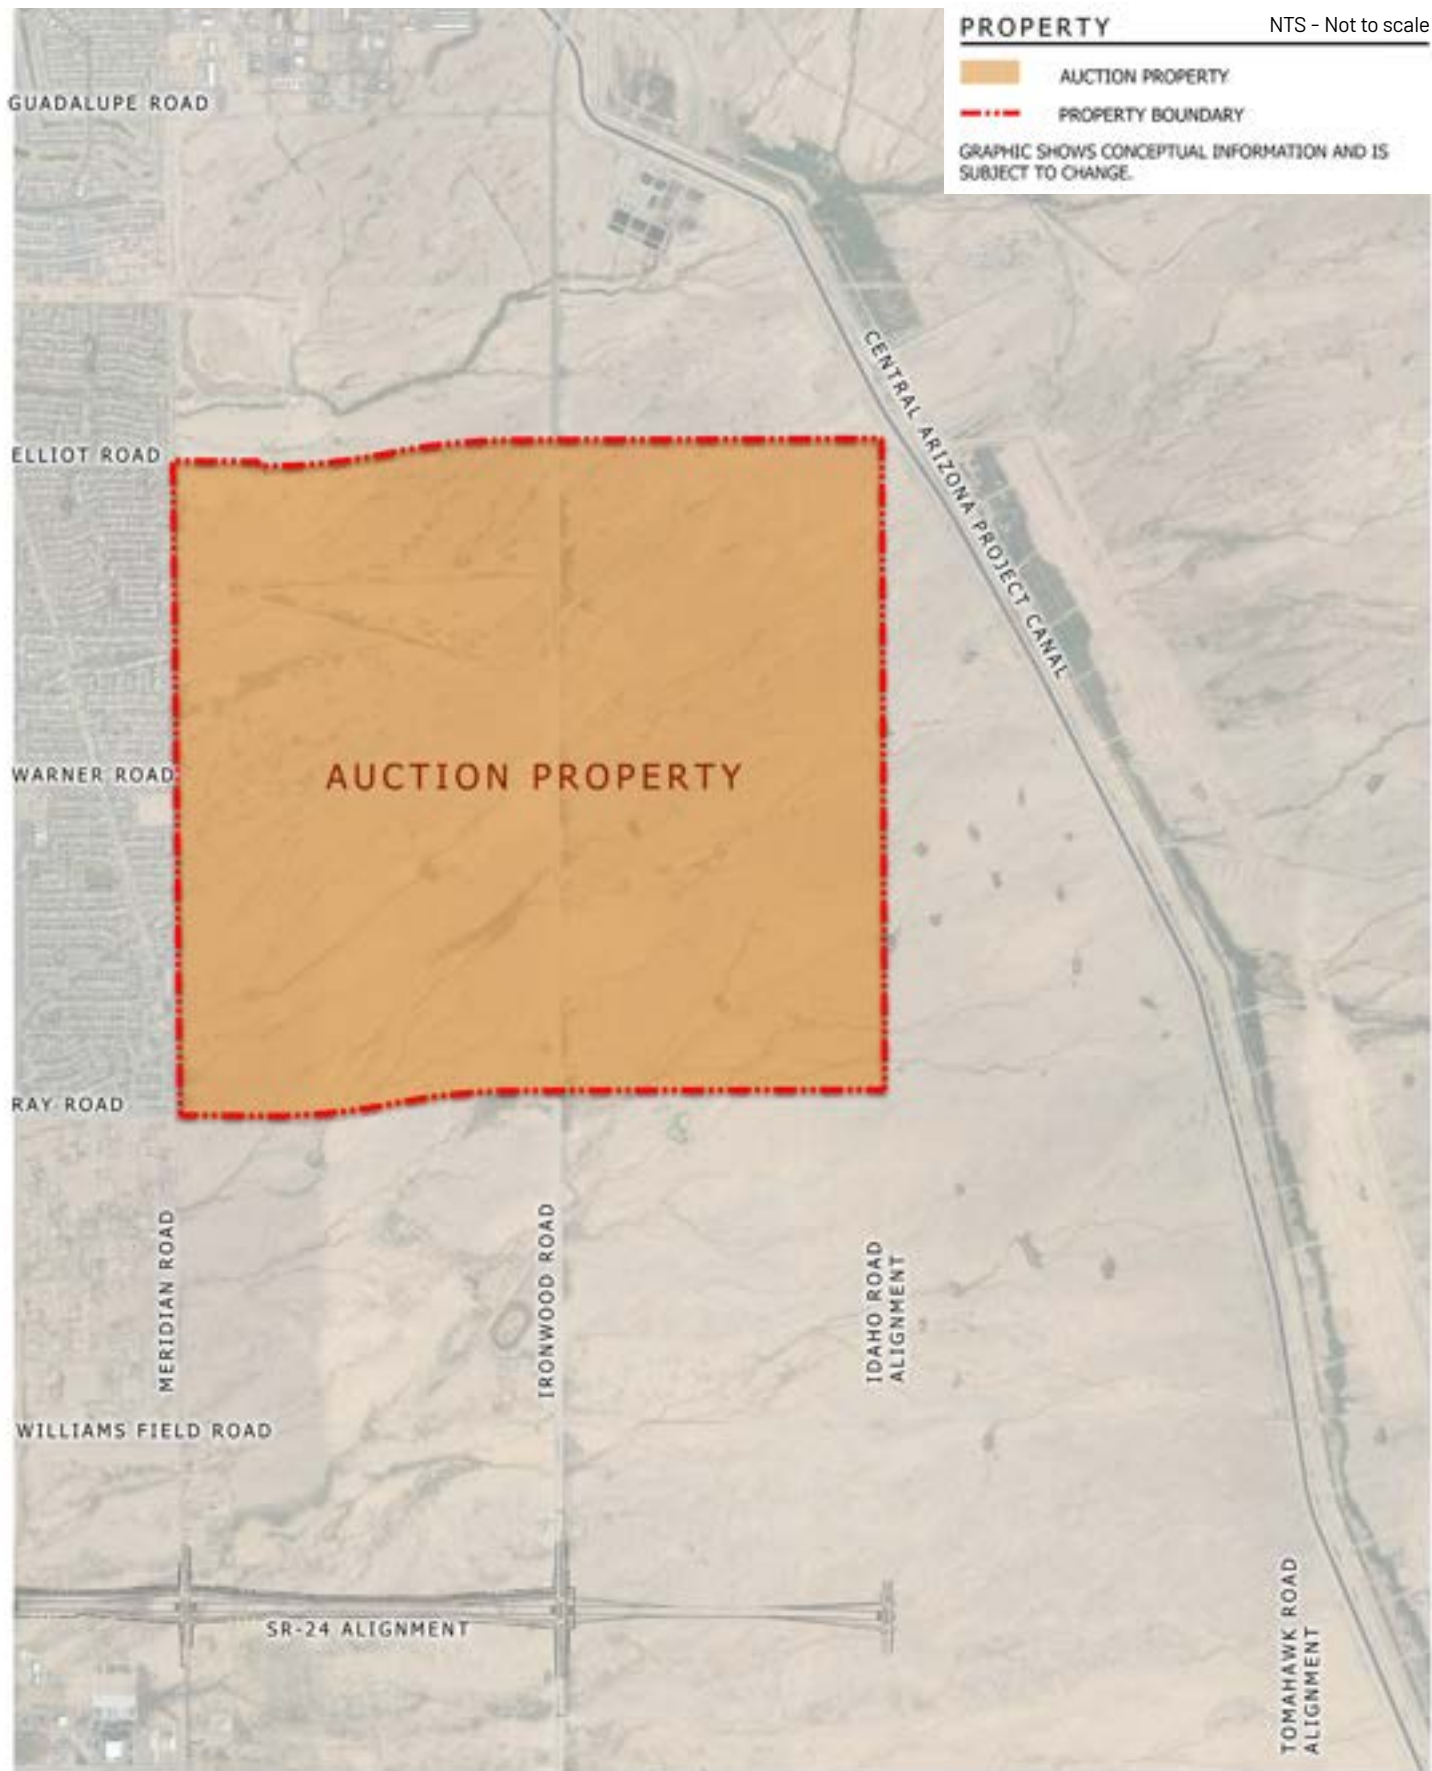 PROPERTY
NTS - Not to scale
AUCTION PROPERTY
PROPERTY BOUNDARY
GRAPHIC SHOWS CONCEPTUAL INFORMATION AND IS
SUBJECT TO CHANGE.
GUADALUPE ROAD
CENTRAL ARIZONA PROJECT CANAL
ELLIOT ROAD
WARNER ROAD
AUCTION PROPERTY
RAY ROAD
MERIDIAN ROAD
IRONWOOD ROAD
IDAHO ROAD
ALIGNMENT
WILLIAMS FIELD ROAD
SR-24 ALIGNMENT
TOMAHAWK ROAD
ALIGNMENT